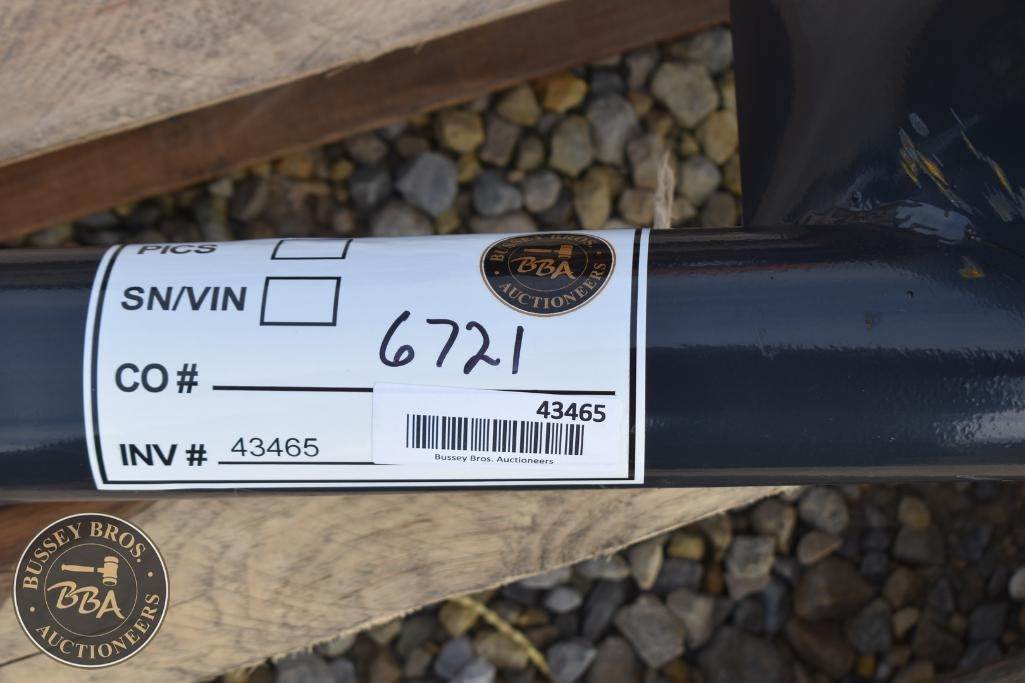 PICS
SN/VIN
CO # 6721
INV # 43465
BUSSEY BROS.
BBA
AUCTIONEERS
43465
Bussey Bros. Auctioneers
BUSSEY BROS.
BBA
AUCTIONEERS